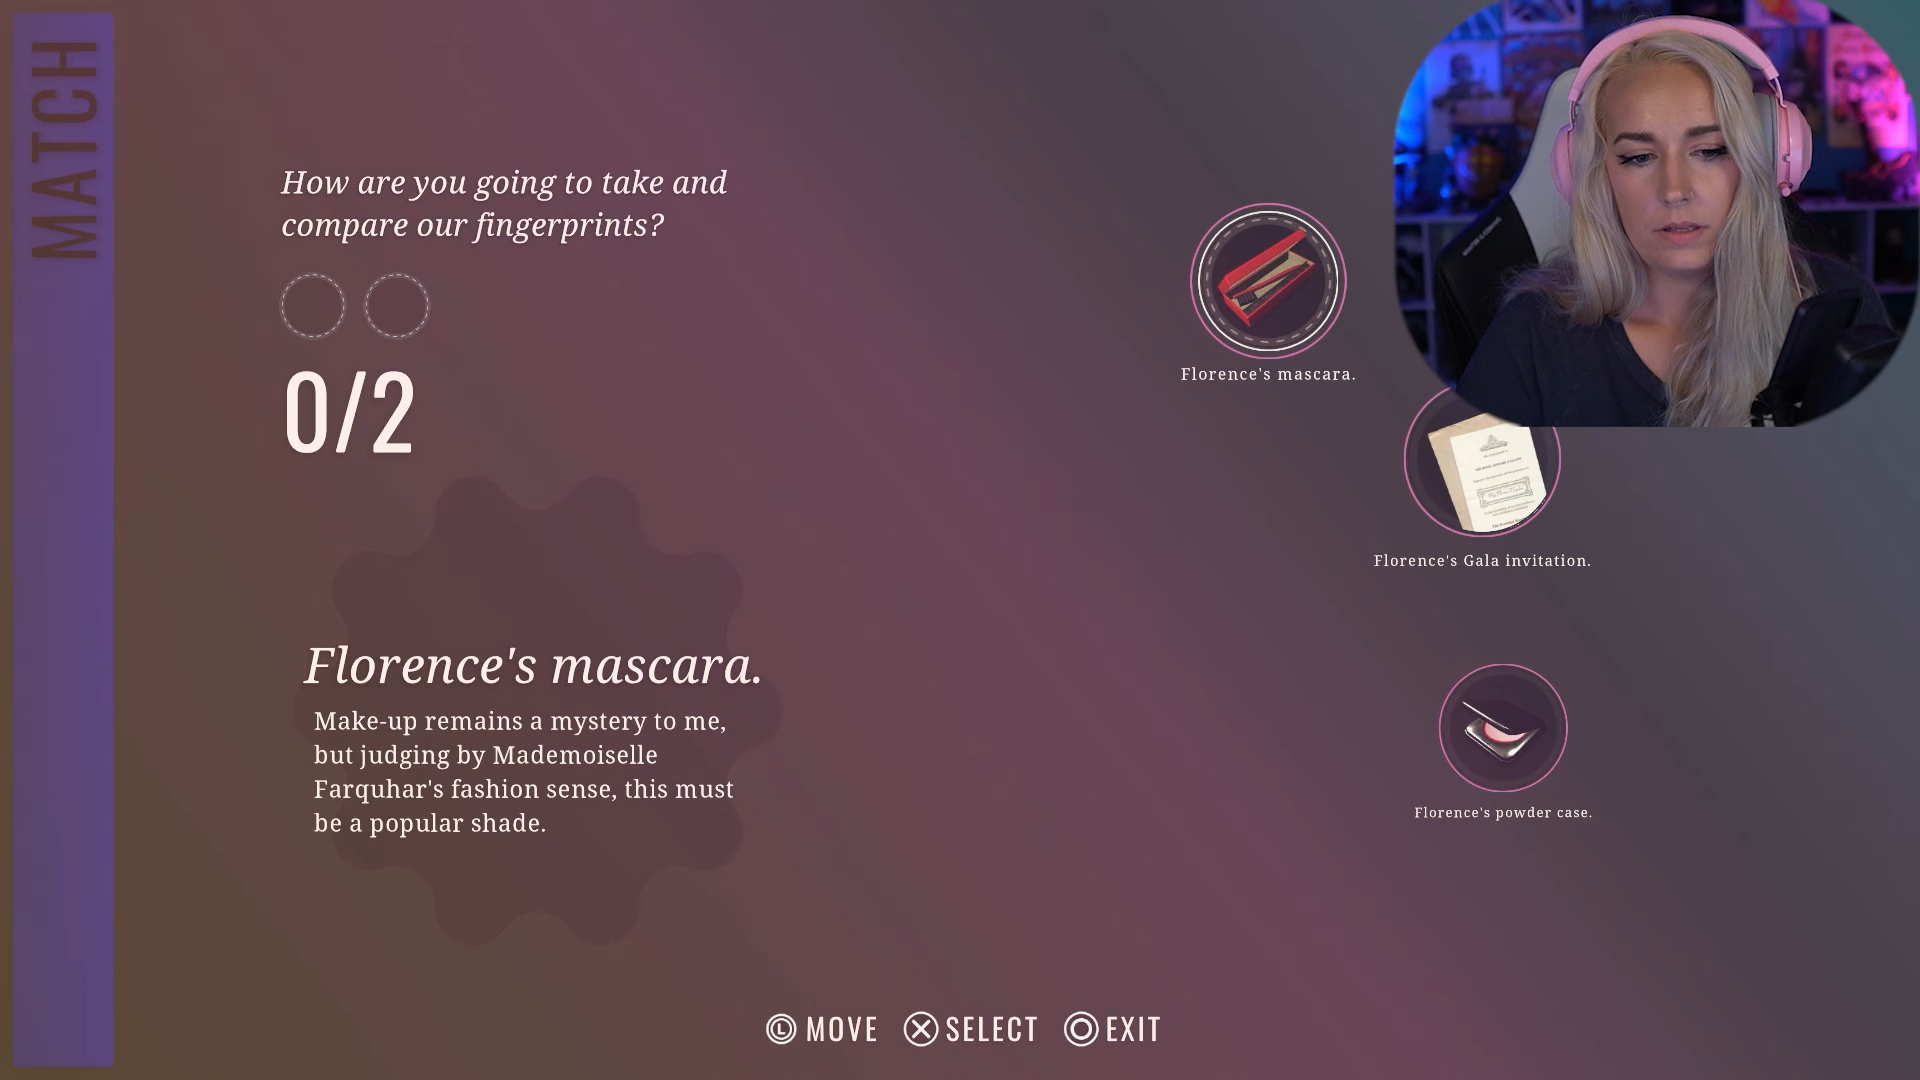 MATCH
How are you going to take and
compare our fingerprints?
0/2
Florence's mascara.
Florence's Gala invitation.
Florence's powder case.
Florence's mascara.
Make-up remains a mystery to me,
but judging by Mademoiselle
Farquhar's fashion sense, this must
be a popular shade.
L MOVE SELECT EXIT